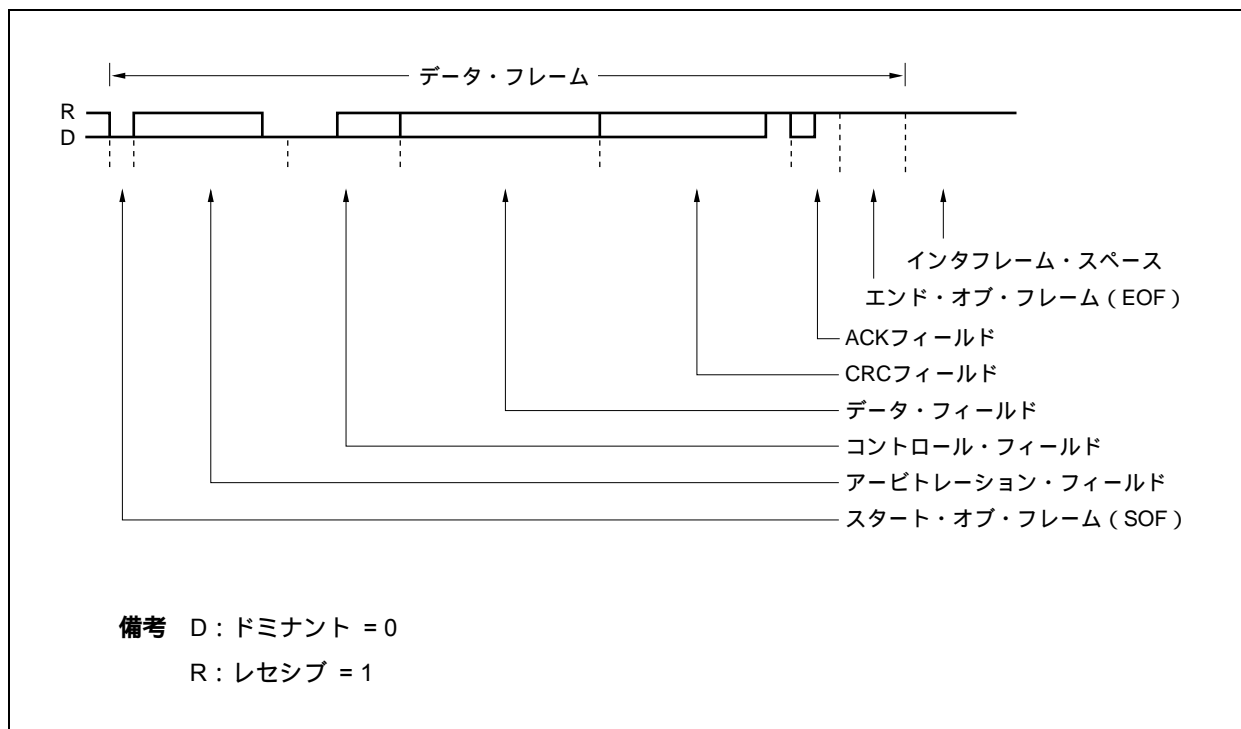 データ・フレーム
R
D
インタフレーム・スペース
エンド・オブ・フレーム(EOF)
ACKフィールド
CRCフィールド
データ・フィールド
コントロール・フィールド
アービトレーション・フィールド
スタート・オブ・フレーム(SOF)
備考 D:ドミナント = 0
R:レセシブ = 1